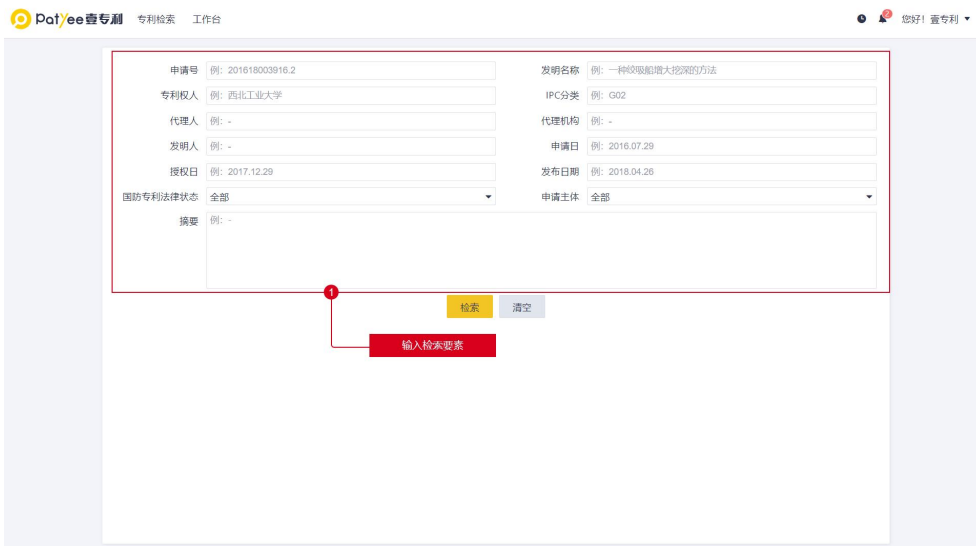 Patyee壹专利 专利检索 工作台 2 您好！壹专利
申请号 例：201618003916.2 发明名称 例：一种绞吸船增大挖深的方法
专利权人 例：西北工业大学 IPC分类 例：G02
代理人 例：- 代理机构 例：-
发明人 例：- 申请日 例：2016.07.29
授权日 例：2017.12.29 发布日期 例：2018.04.26
国防专利法律状态 全部 申请主体 全部
摘要 例：-
1
检索 清空
输入检索要素